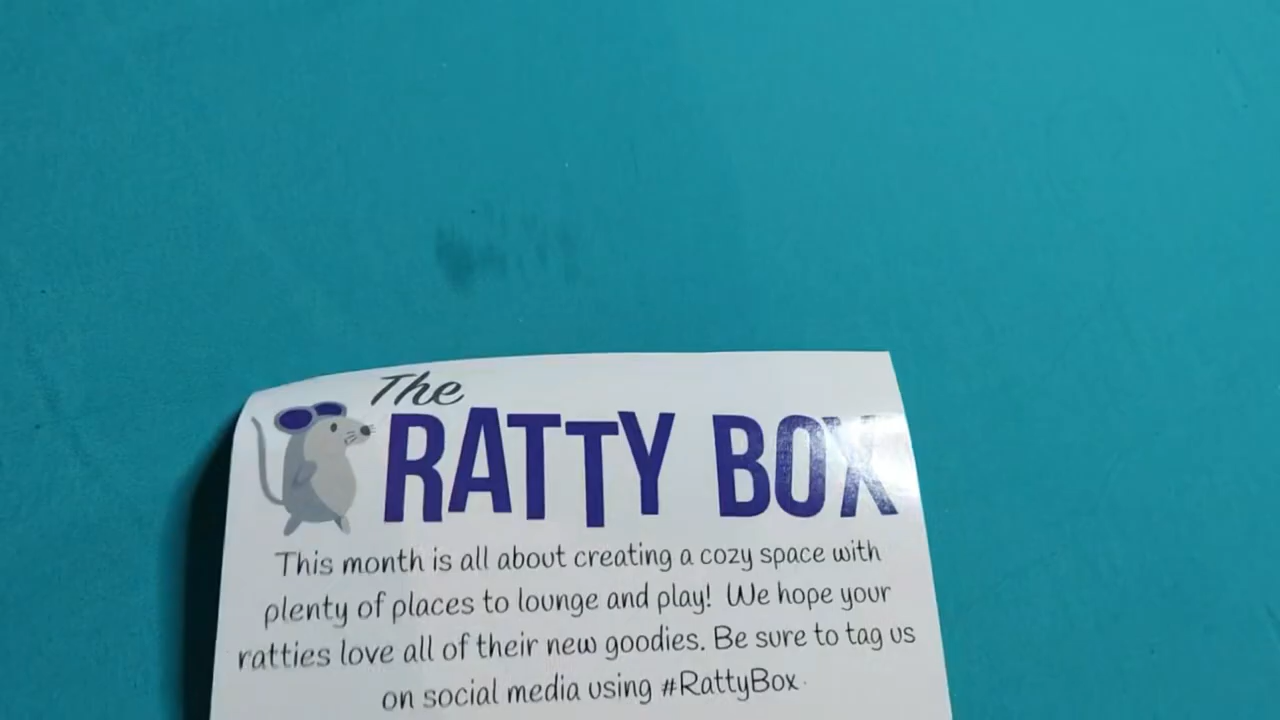 The
RATTY BOX
This month is all about creating a cozy space with
plenty of places to lounge and play! We hope your
ratties love all of their new goodies. Be sure to tag us
on social media using #RattyBox